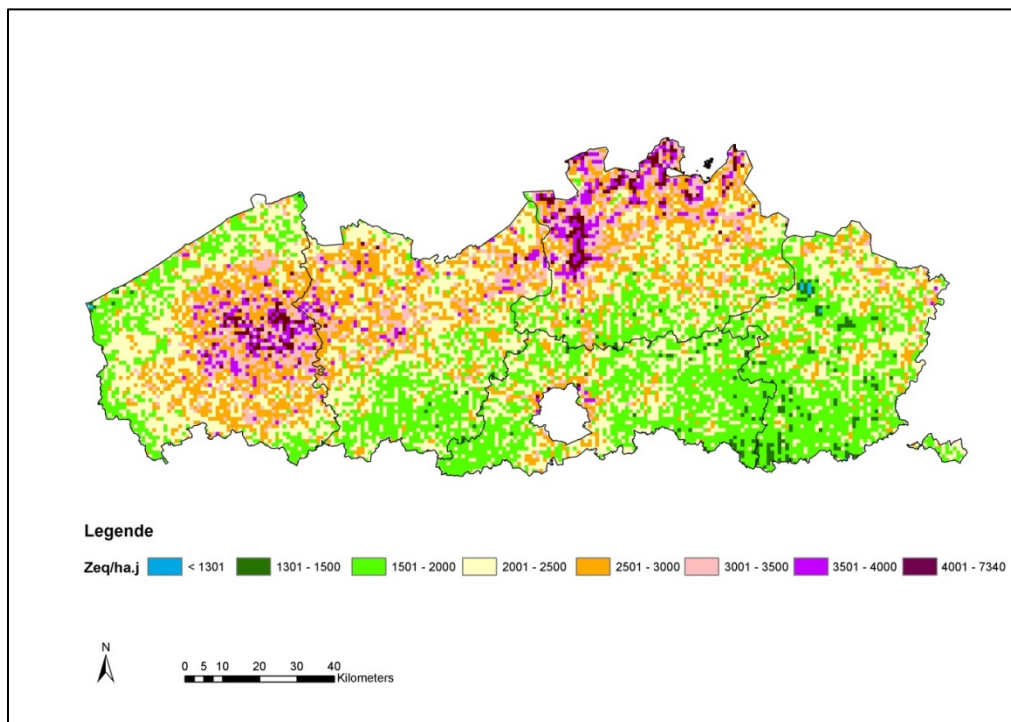 Legende
Zeq/ha.j < 1301 1301 - 1500 1501 - 2000 2001 - 2500 2501 - 3000 3001 - 3500 3501 - 4000 4001 - 7340
N
0 5 10 20 30 40
Kilometers